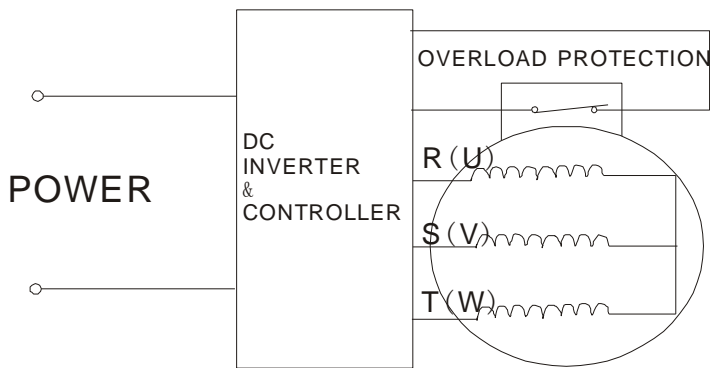 OVERLOAD PROTECTION
DC
INVERTER
&
CONTROLLER
POWER
R(U)
S(V)
T(W)